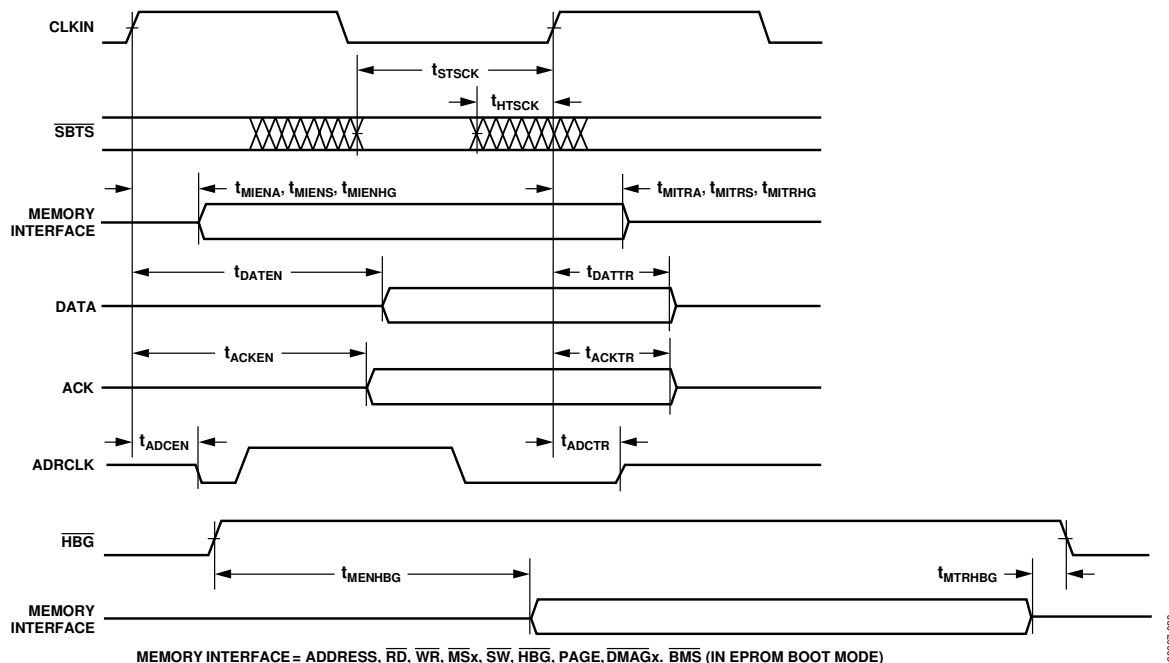 CLKIN
tSTSCK
tHTSCK
SBTS
tMIENA, tMIENS, tMIENHG
tMITRA, tMITRS, tMITRHG
MEMORY
INTERFACE
tDATEN
tDATTR
DATA
tACKEN
tACKTR
ACK
tADCEN
tADCTR
ADRCLK
HBG
tMENHBG
tMTRHBG
MEMORY
INTERFACE
MEMORY INTERFACE = ADDRESS, RD, WR, MSx, SW, HBG, PAGE, DMAGx. BMS (IN EPROM BOOT MODE)